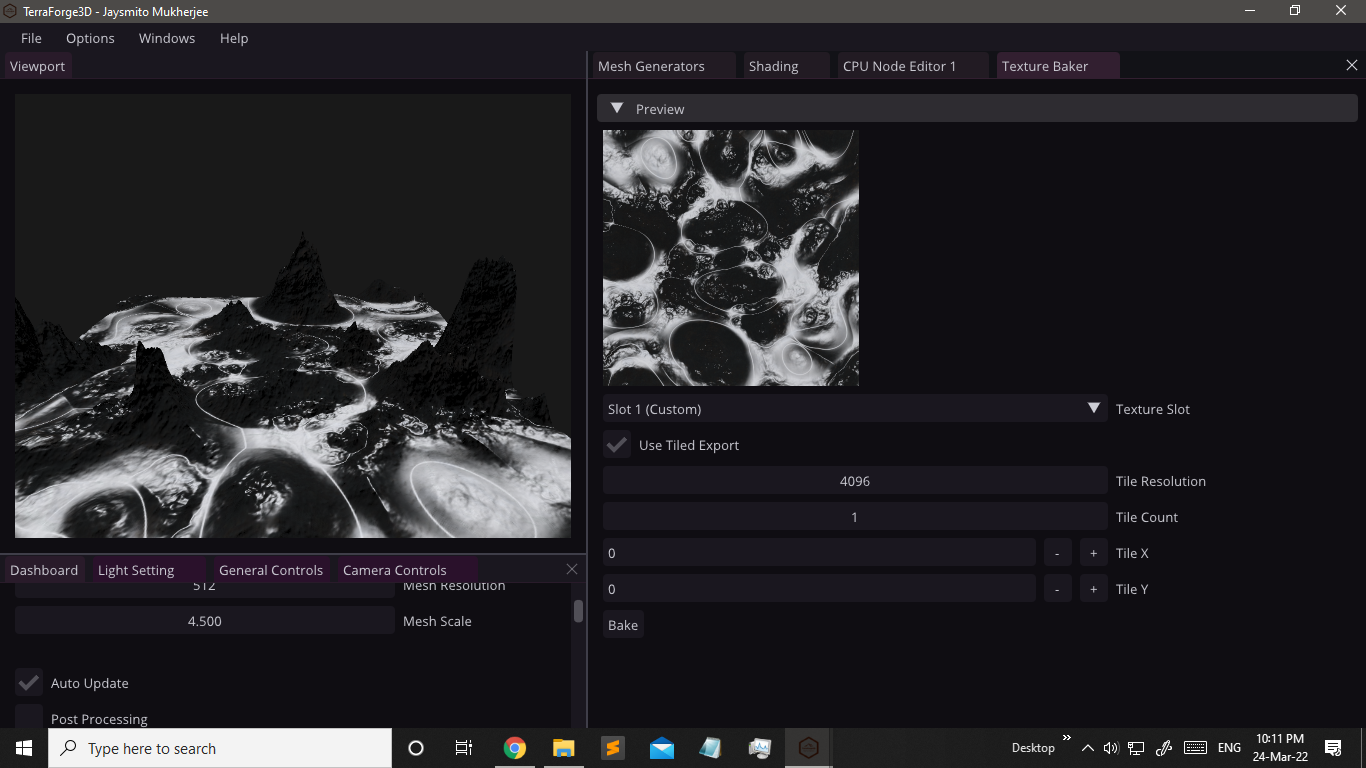 TerraForge3D - Jaysmito Mukherjee
File Options Windows Help
Viewport
Mesh Generators Shading CPU Node Editor 1 Texture Baker
Preview
Slot 1 (Custom) Texture Slot
Use Tiled Export
4096 Tile Resolution
1 Tile Count
0 - + Tile X
0 - + Tile Y
Bake
Dashboard Light Setting General Controls Camera Controls
512 Mesh Resolution
4.500 Mesh Scale
Auto Update
Post Processing
Type here to search
Desktop
ENG
10:11 PM
24-Mar-22